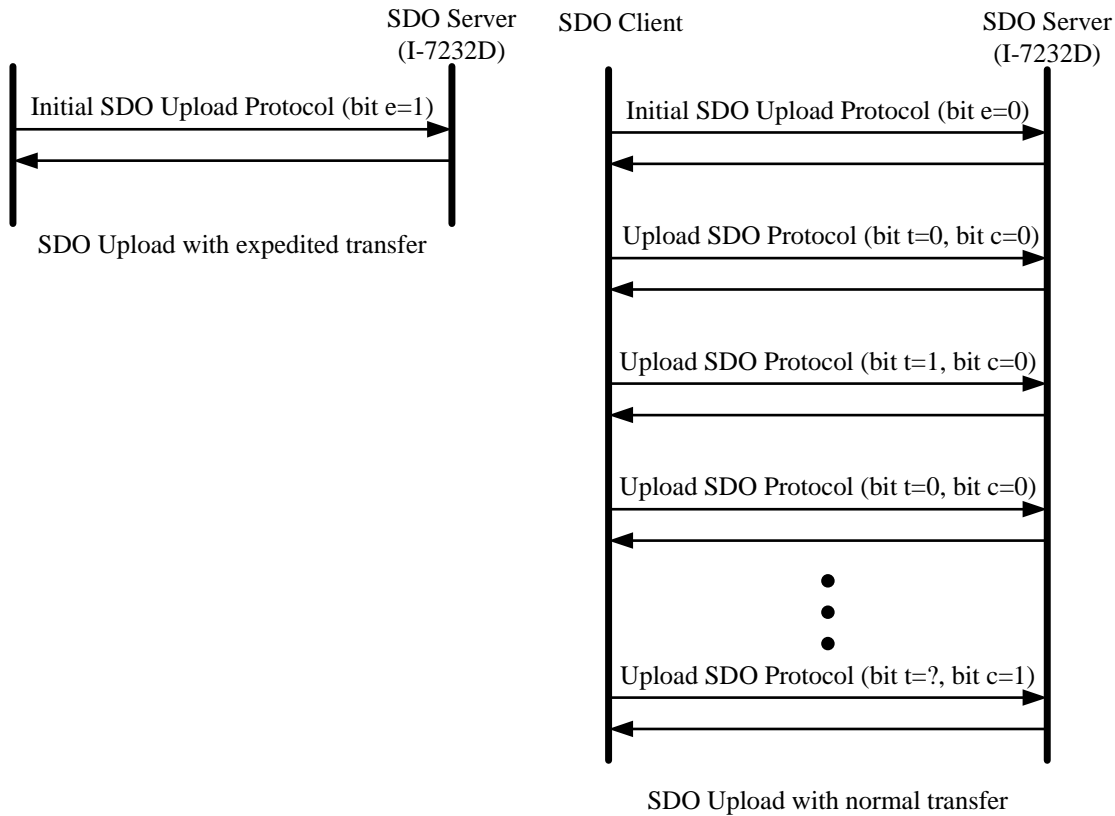 SDO Server
(I-7232D)
Initial SDO Upload Protocol (bit e=1)
SDO Upload with expedited transfer
SDO Client
SDO Server
(I-7232D)
Initial SDO Upload Protocol (bit e=0)
Upload SDO Protocol (bit t=0, bit c=0)
Upload SDO Protocol (bit t=1, bit c=0)
Upload SDO Protocol (bit t=0, bit c=0)
Upload SDO Protocol (bit t=?, bit c=1)
SDO Upload with normal transfer